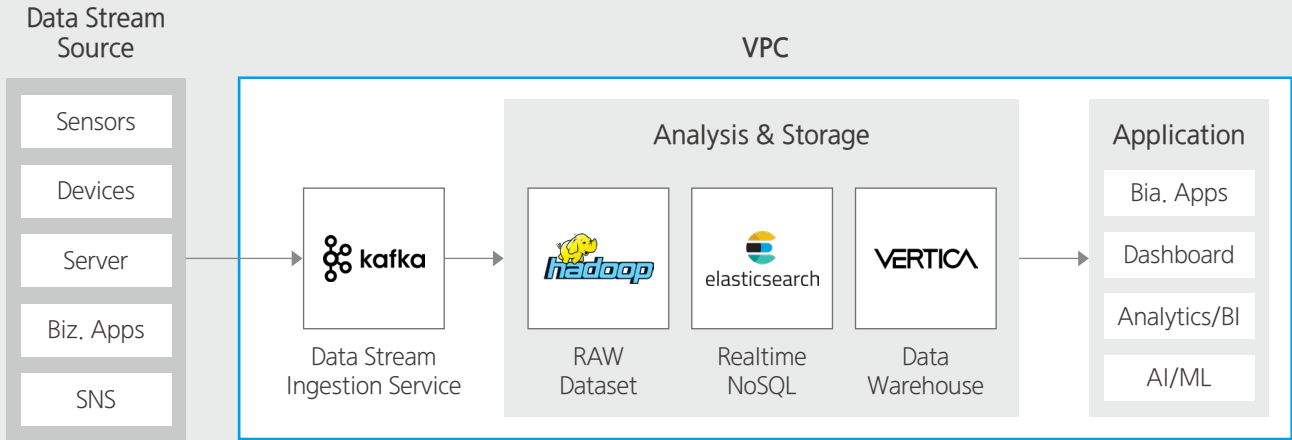 Data Stream
Source
Sensors
Devices
Server
Biz. Apps
SNS
VPC
kafka
Data Stream
Ingestion Service
Analysis & Storage
hadoop
RAW
Dataset
elasticsearch
Realtime
NoSQL
VERTICA
Data
Warehouse
Application
Bia. Apps
Dashboard
Analytics/BI
AI/ML